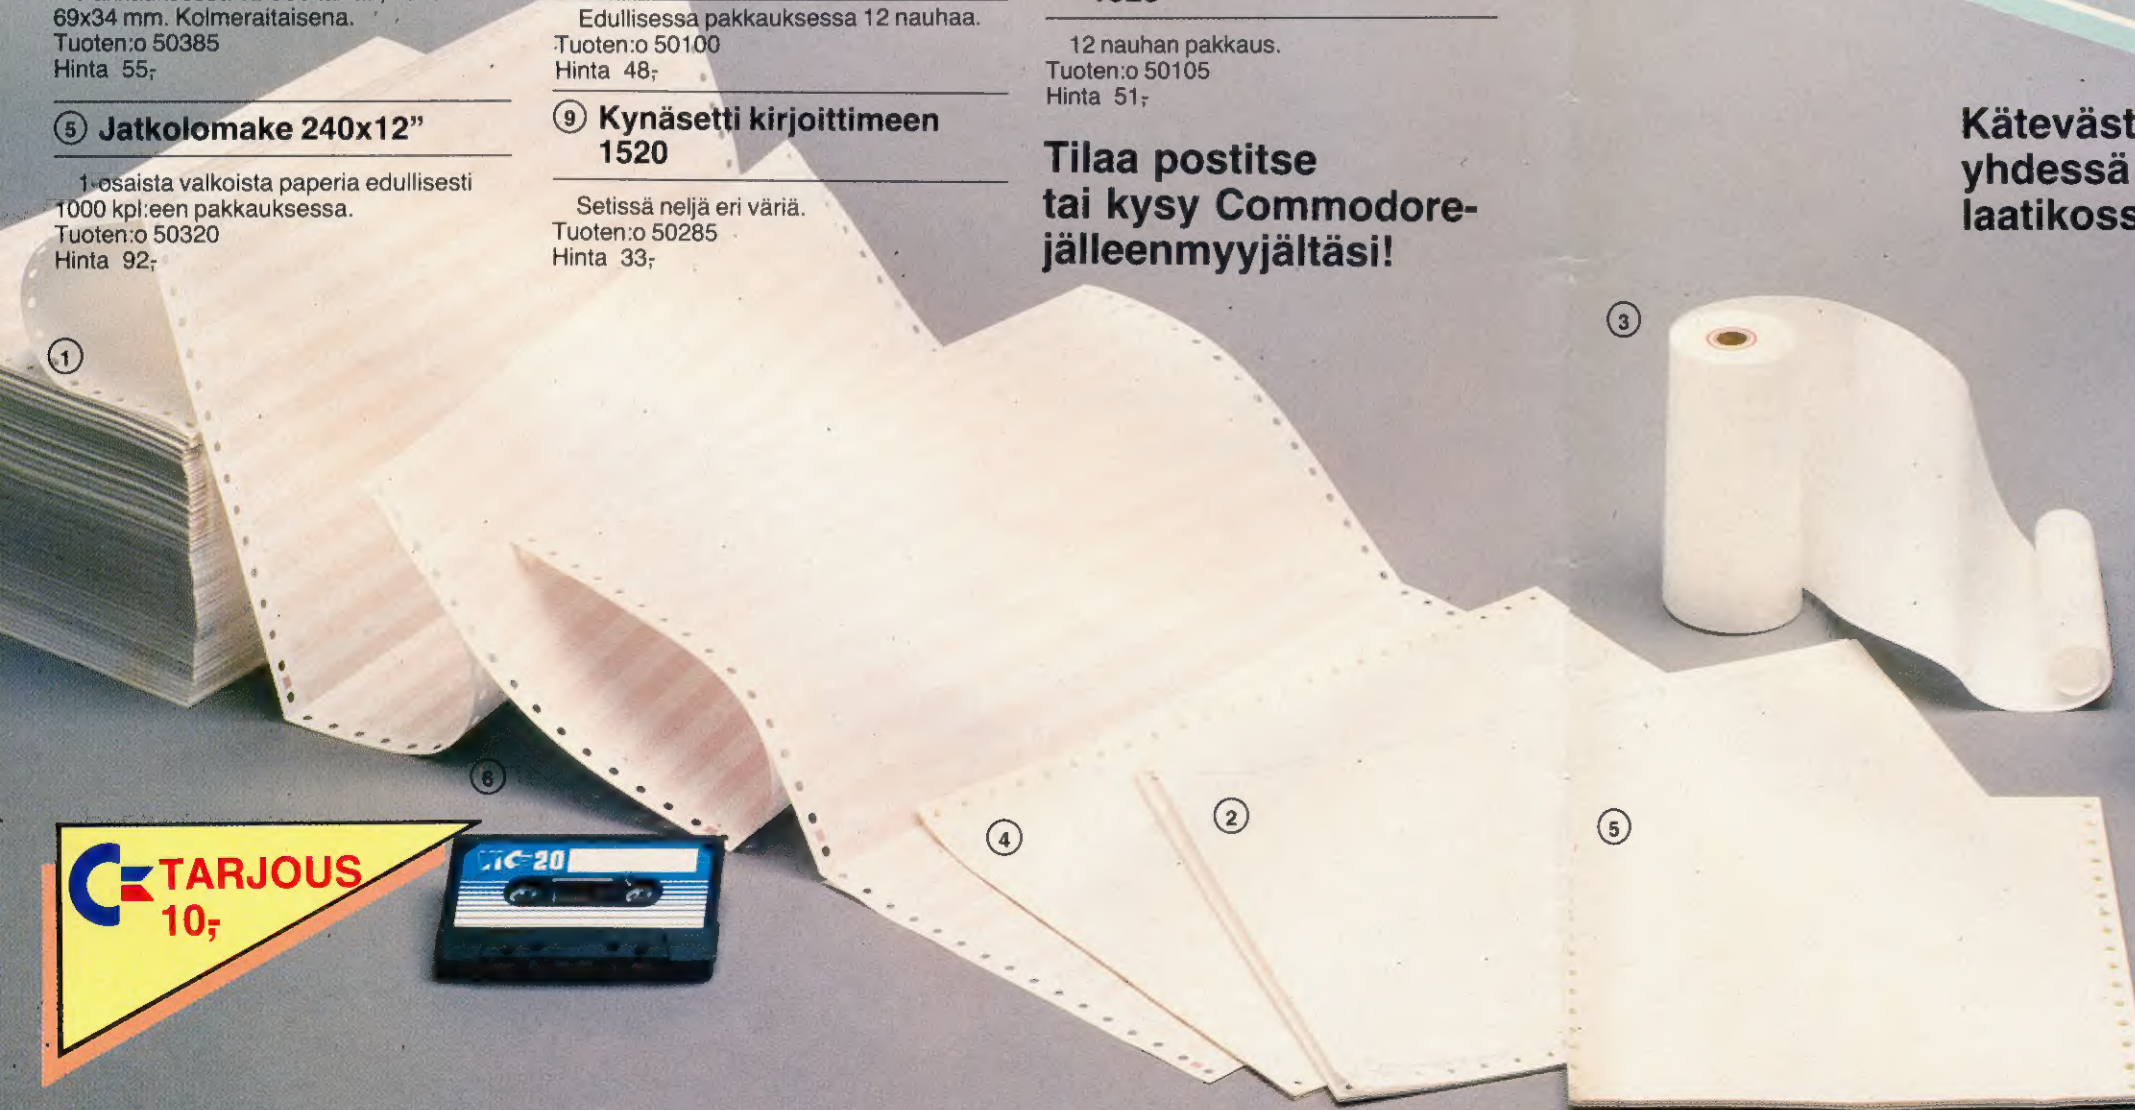 69x34 mm. Kolmeraitaisena.
Tuoten:o 50385
Hinta 55,-
⑤ Jatkolomake 240x12”
1-osaista valkoista paperia edullisesti
1000 kpl:een pakkauksessa.
Tuoten:o 50320
Hinta 92,-
Edullisessa pakkauksessa 12 nauhaa.
Tuoten:o 50100
Hinta 48,-
⑨ Kynäsetti kirjoittimeen
1520
Setissä neljä eri väriä.
Tuoten:o 50285
Hinta 33,-
12 nauhan pakkaus.
Tuoten:o 50105
Hinta 51,-
Tilaa postitse
tai kysy Commodore-
jälleenmyyjältäsi!
Käteväst
yhdessä
laatikoss
③
①
⑥
④
②
⑤
TARJOUS
10,-
20